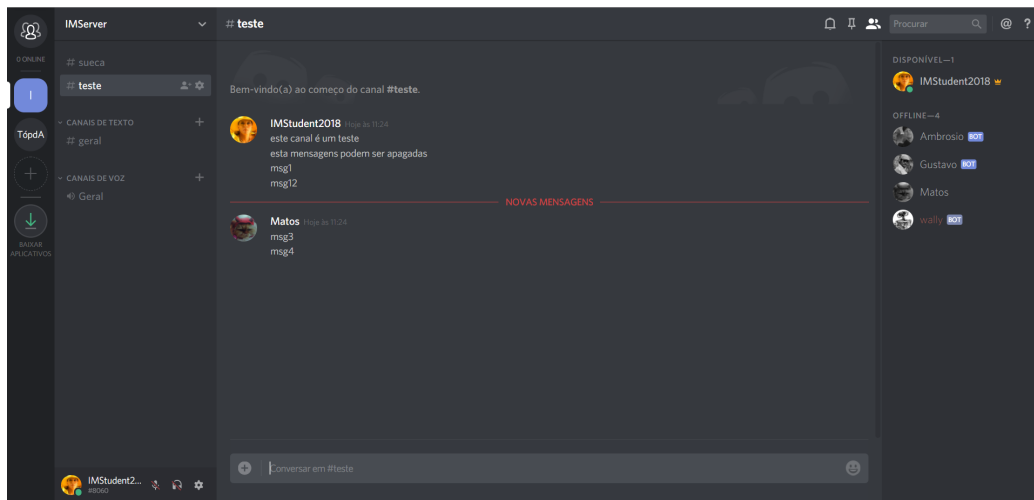 0 ONLINE
I
TópdA
BAIXAR
APLICATIVOS
IMServer
# sueca
# teste
CANAIS DE TEXTO
# geral
CANAIS DE VOZ
Geral
IMStudent2...
#8060
# teste
Procurar
@ ?
Bem-vindo(a) ao começo do canal #teste.
IMStudent2018 Hoje às 11:24
este canal é um teste
esta mensagens podem ser apagadas
msg1
msg12
NOVAS MENSAGENS
Matos Hoje às 11:24
msg3
msg4
Conversar em #teste
DISPONÍVEL—1
IMStudent2018
OFFLINE—4
Ambrosio BOT
Gustavo BOT
Matos
wally BOT